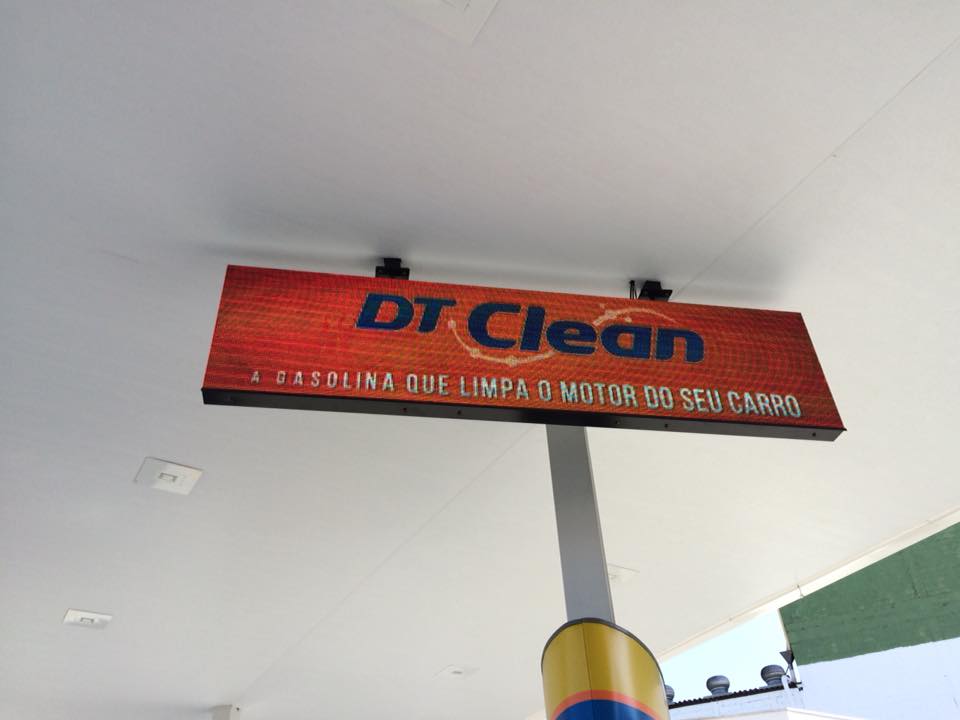 DT Clean
A GASOLINA QUE LIMPA O MOTOR DO SEU CARRO